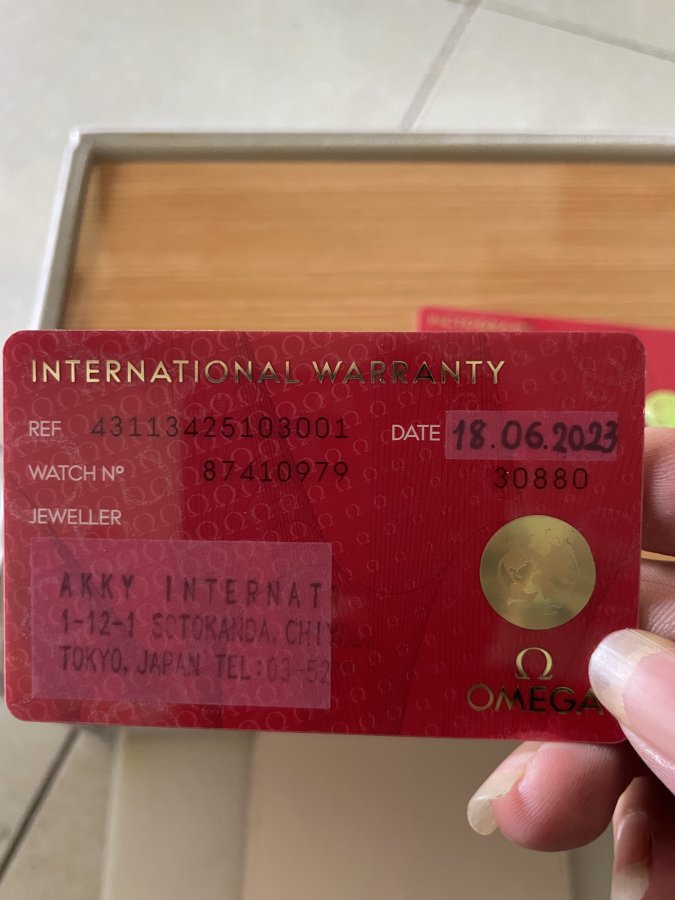 INTERNATIONAL WARRANTY
REF 43113425103001 DATE 18.06.2023
WATCH Nº 87410979 30880
JEWELLER
AKKY INTERNAT
1-12-1 SOTOKANDA, CHIY
TOKYO, JAPAN TEL:03-52
Ω
OMEGA